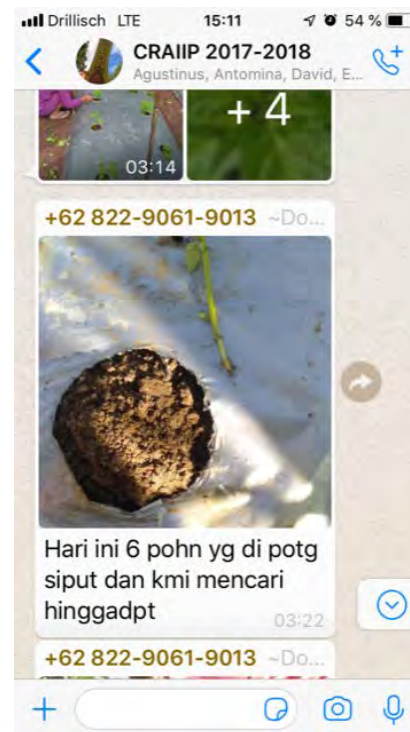 Drillisch LTE 15:11 54 %
CRAIIP 2017-2018
Agustinus, Antomina, David, E...
+ 4
03:14
+62 822-9061-9013 ~Do...
Hari ini 6 pohn yg di potg
siput dan kmi mencari
hinggadpt
03:22
+62 822-9061-9013 ~Do...